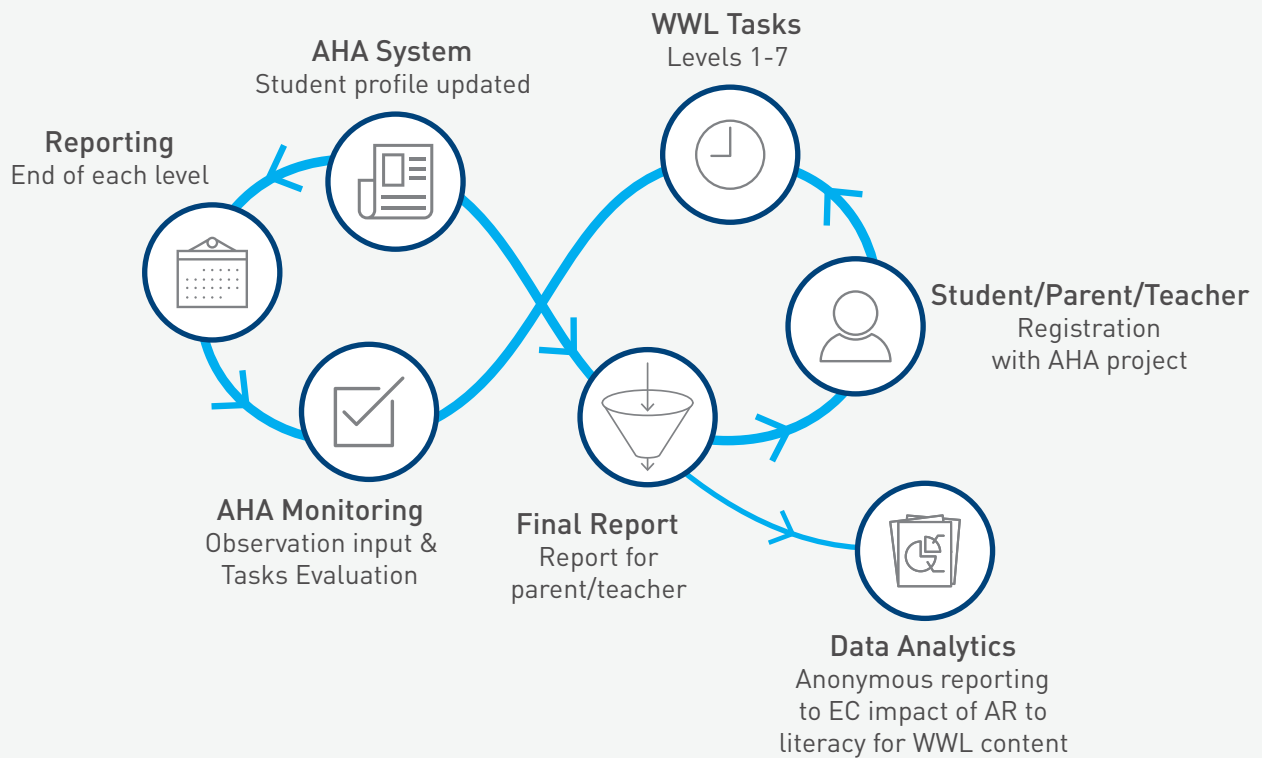 WWL Tasks
Levels 1-7
AHA System
Student profile updated
Reporting
End of each level
Student/Parent/Teacher
Registration
with AHA project
AHA Monitoring
Observation input &
Tasks Evaluation
Final Report
Report for
parent/teacher
Data Analytics
Anonymous reporting
to EC impact of AR to
literacy for WWL content